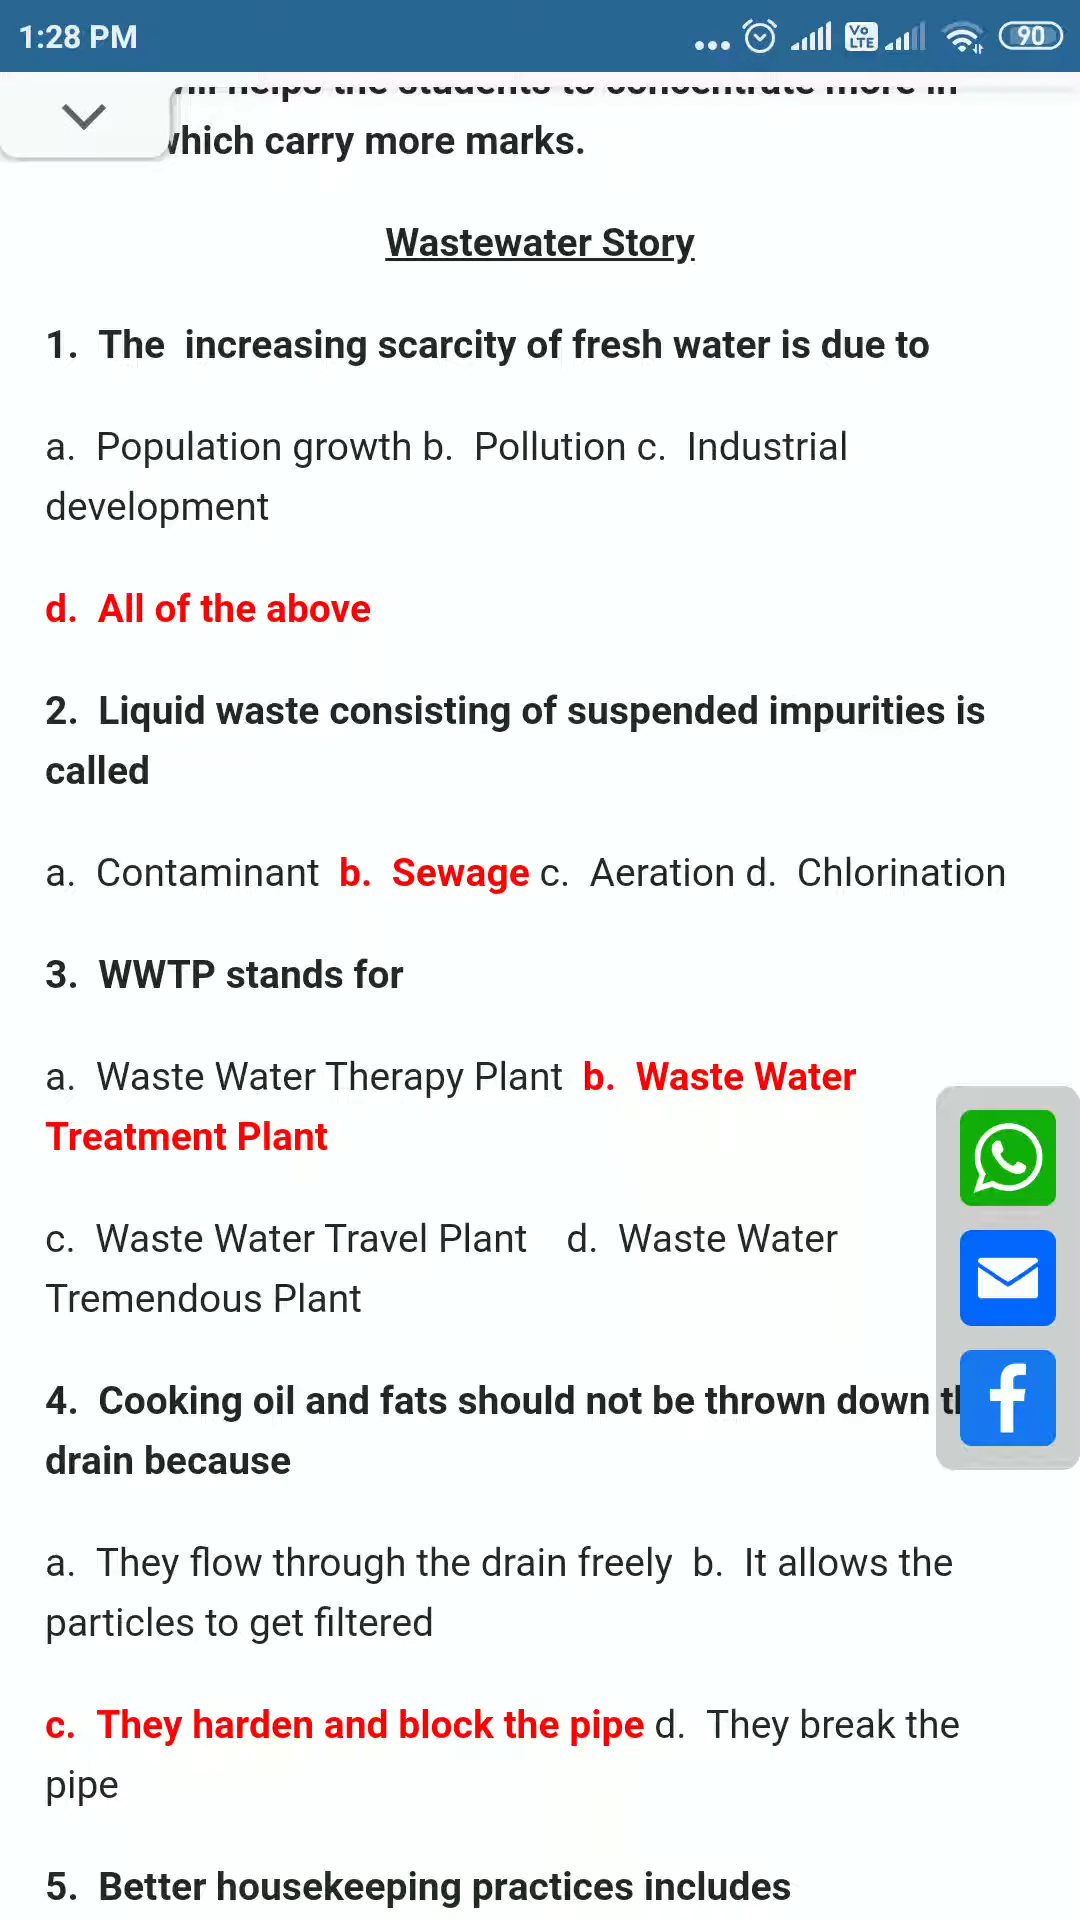 1:28 PM
Vo LTE
90
which carry more marks.
Wastewater Story
1. The increasing scarcity of fresh water is due to
a. Population growth b. Pollution c. Industrial
development
d. All of the above
2. Liquid waste consisting of suspended impurities is
called
a. Contaminant b. Sewage c. Aeration d. Chlorination
3. WWTP stands for
a. Waste Water Therapy Plant b. Waste Water
Treatment Plant
c. Waste Water Travel Plant d. Waste Water
Tremendous Plant
4. Cooking oil and fats should not be thrown down
drain because
a. They flow through the drain freely b. It allows the
particles to get filtered
c. They harden and block the pipe d. They break the
pipe
5. Better housekeeping practices includes